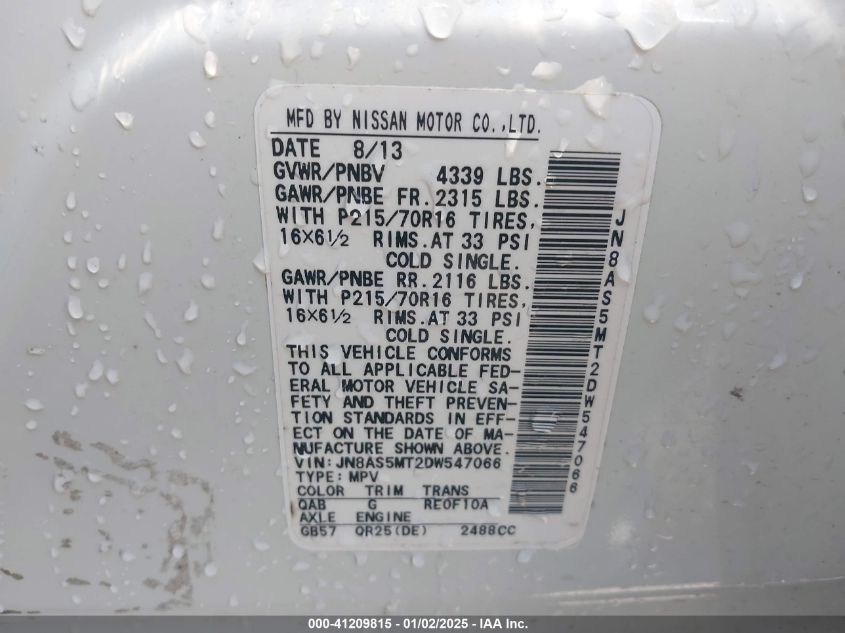 MFD BY NISSAN MOTOR CO.,LTD.
DATE 8/13
GVWR/PNBV 4339 LBS.
GAWR/PNBE FR.2315 LBS.
WITH P215/70R16 TIRES,
16×6½ RIMS.AT 33 PSI
COLD SINGLE.
GAWR/PNBE RR.2116 LBS.
WITH P215/70R16 TIRES,
16×6½ RIMS.AT 33 PSI
COLD SINGLE.
THIS VEHICLE CONFORMS
TO ALL APPLICABLE FED-
ERAL MOTOR VEHICLE SA-
FETY AND THEFT PREVEN-
TION STANDARDS IN EFF-
ECT ON THE DATE OF MA-
NUFACTURE SHOWN ABOVE.
VIN:JN8AS5MT2DW547066
TYPE:MPV
COLOR TRIM TRANS
QAB G RE0F10A
AXLE ENGINE
GB57 QR25(DE) 2488CC
JN8AS5MT2DW547066
000-41209815 - 01/02/2025 - IAA Inc.